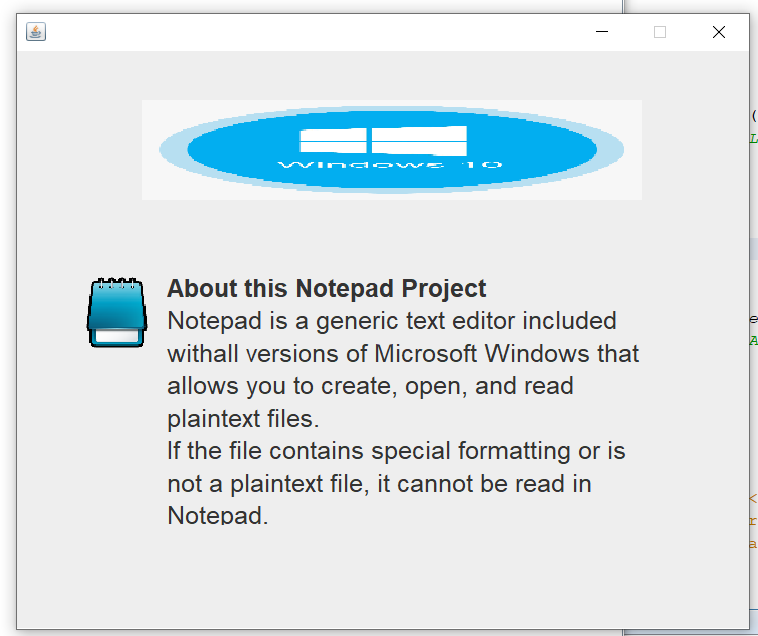 Windows 10
About this Notepad Project
Notepad is a generic text editor included
withall versions of Microsoft Windows that
allows you to create, open, and read
plaintext files.
If the file contains special formatting or is
not a plaintext file, it cannot be read in
Notepad.